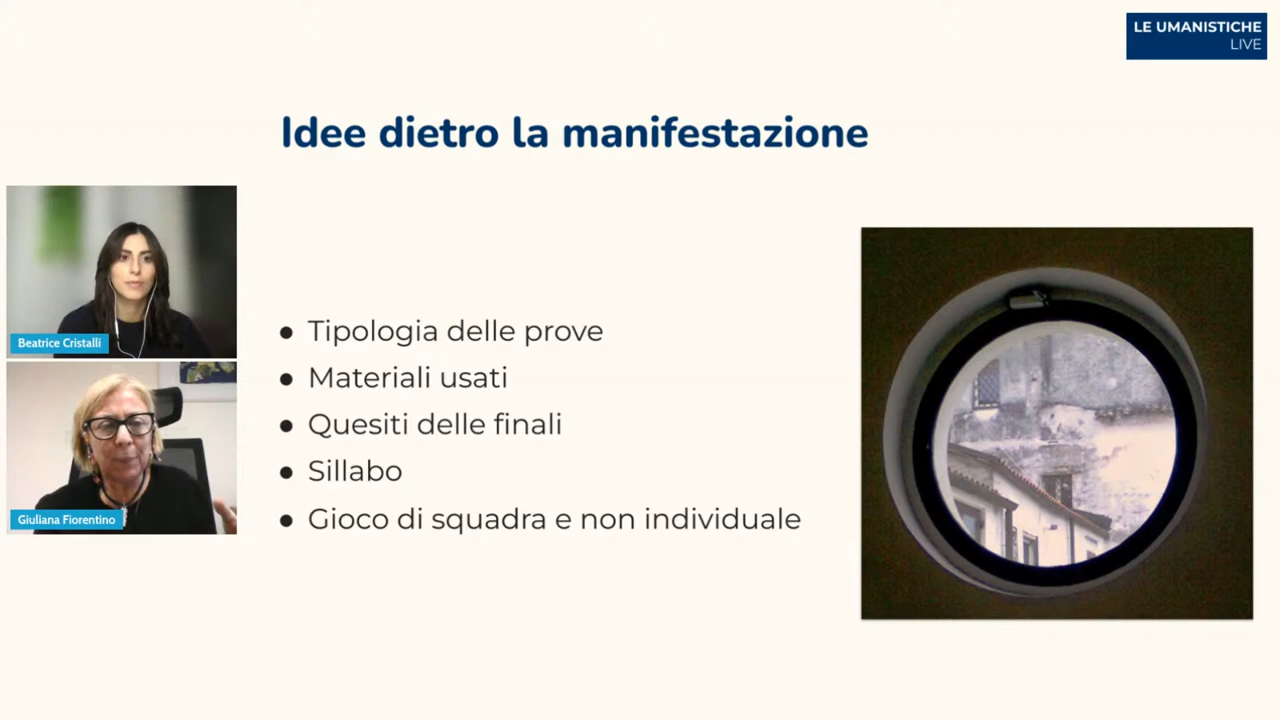 LE UMANISTICHE
LIVE
Idee dietro la manifestazione
Beatrice Cristalli
Giuliana Fiorentino
● Tipologia delle prove
● Materiali usati
● Quesiti delle finali
● Sillabo
● Gioco di squadra e non individuale